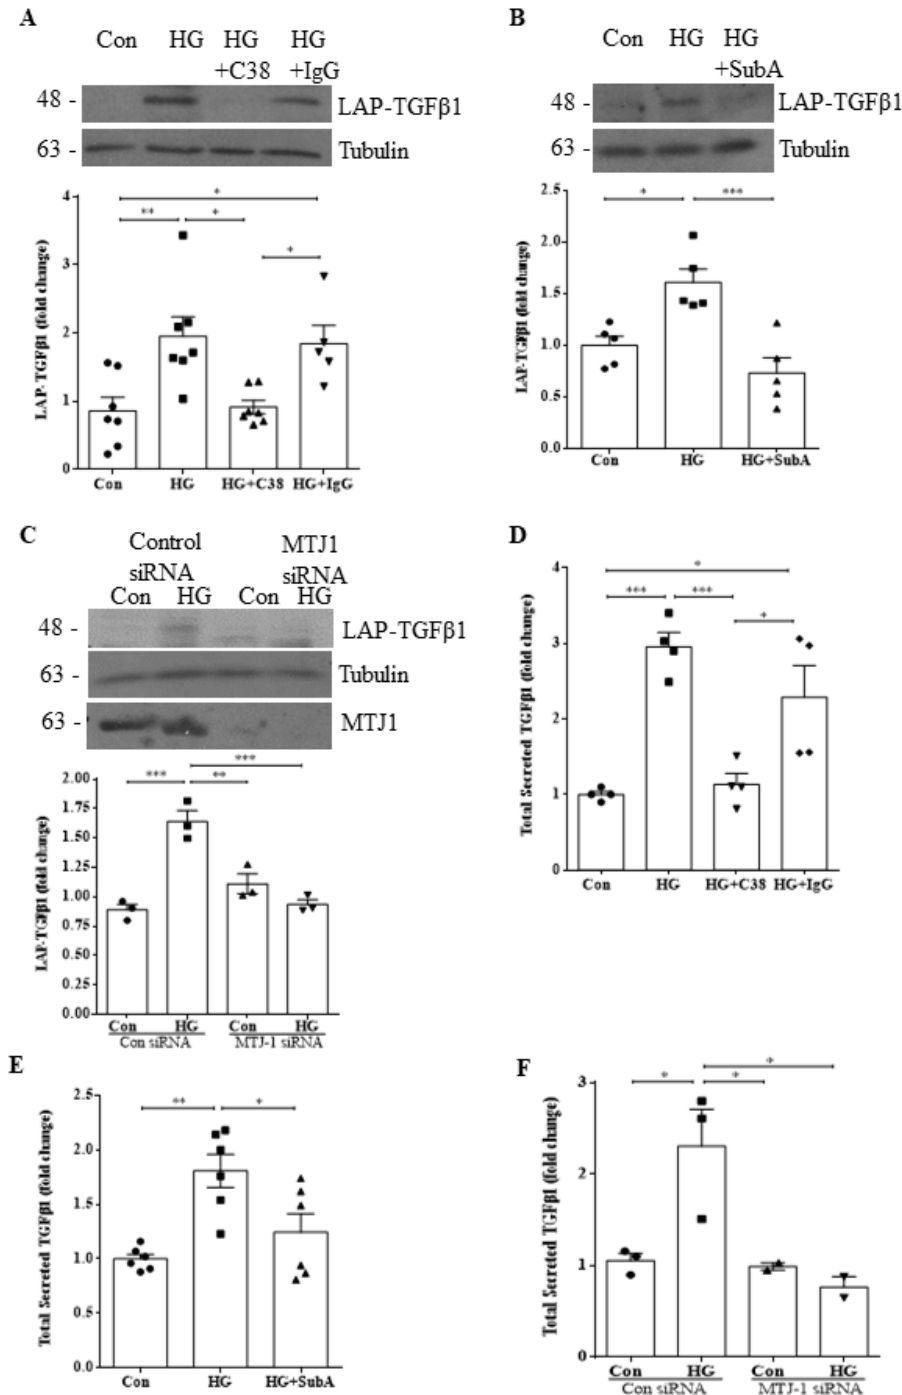 A
Con HG HG HG
+C38 +IgG
48 - LAP-TGFβ1
63 - Tubulin
LAP-TGFβ1 (fold change)
4
3
2
1
0
* 
** * 
*
Con HG HG+C38 HG+IgG
B
Con HG HG
+SubA
48 - LAP-TGFβ1
63 - Tubulin
LAP-TGFβ1 (fold change)
2.5
2.0
1.5
1.0
0.5
0.0
* ***
Con HG HG+SubA
C
Control MTJ1
siRNA siRNA
Con HG Con HG
48 - LAP-TGFβ1
63 - Tubulin
63 - MTJ1
LAP-TGFβ1 (fold change)
2.00
1.75
1.50
1.25
1.00
0.75
0.50
0.25
0.00
***
*** **
Con HG Con HG
Con siRNA MTJ-1 siRNA
D
Total Secreted TGFβ1 (fold change)
4
3
2
1
0
*
*** ***
*
Con HG HG+C38 HG+IgG
E
Total Secreted TGFβ1 (fold change)
2.5
2.0
1.5
1.0
0.5
0.0
** *
Con HG HG+SubA
F
Total Secreted TGFβ1 (fold change)
3
2
1
0
*
* *
Con HG Con HG
Con siRNA MTJ-1 siRNA